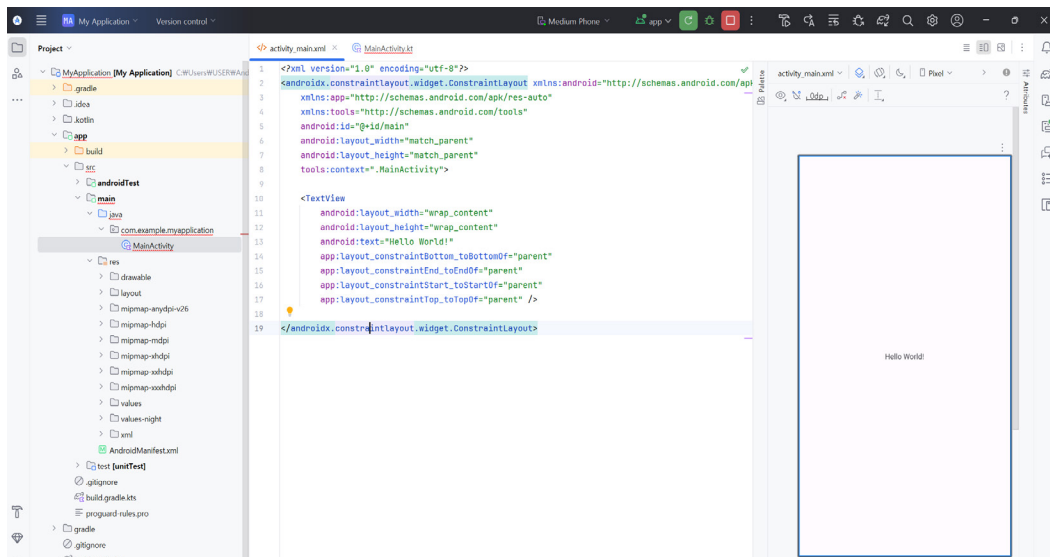 MA My Application Version control Medium Phone app
Project
activity_main.xml MainActivity.kt
MyApplication [My Application] C:₩Users₩USER₩And
.gradle
.idea
.kotlin
app
build
src
androidTest
main
java
com.example.myapplication
MainActivity
res
drawable
layout
mipmap-anydpi-v26
mipmap-hdpi
mipmap-mdpi
mipmap-xhdpi
mipmap-xxhdpi
mipmap-xxxhdpi
values
values-night
xml
AndroidManifest.xml
test [unitTest]
.gitignore
build.gradle.kts
proguard-rules.pro
gradle
.gitignore
1 <?xml version="1.0" encoding="utf-8"?>
2 <androidx.constraintlayout.widget.ConstraintLayout xmlns:android="http://schemas.android.com/apk
3 xmlns:app="http://schemas.android.com/apk/res-auto"
4 xmlns:tools="http://schemas.android.com/tools"
5 android:id="@+id/main"
6 android:layout_width="match_parent"
7 android:layout_height="match_parent"
8 tools:context=".MainActivity">
9
10 <TextView
11 android:layout_width="wrap_content"
12 android:layout_height="wrap_content"
13 android:text="Hello World!"
14 app:layout_constraintBottom_toBottomOf="parent"
15 app:layout_constraintEnd_toEndOf="parent"
16 app:layout_constraintStart_toStartOf="parent"
17 app:layout_constraintTop_toTopOf="parent" />
18
19 </androidx.constraintlayout.widget.ConstraintLayout>
Palette
activity_main.xml Pixel
0dp
Attributes
Hello World!